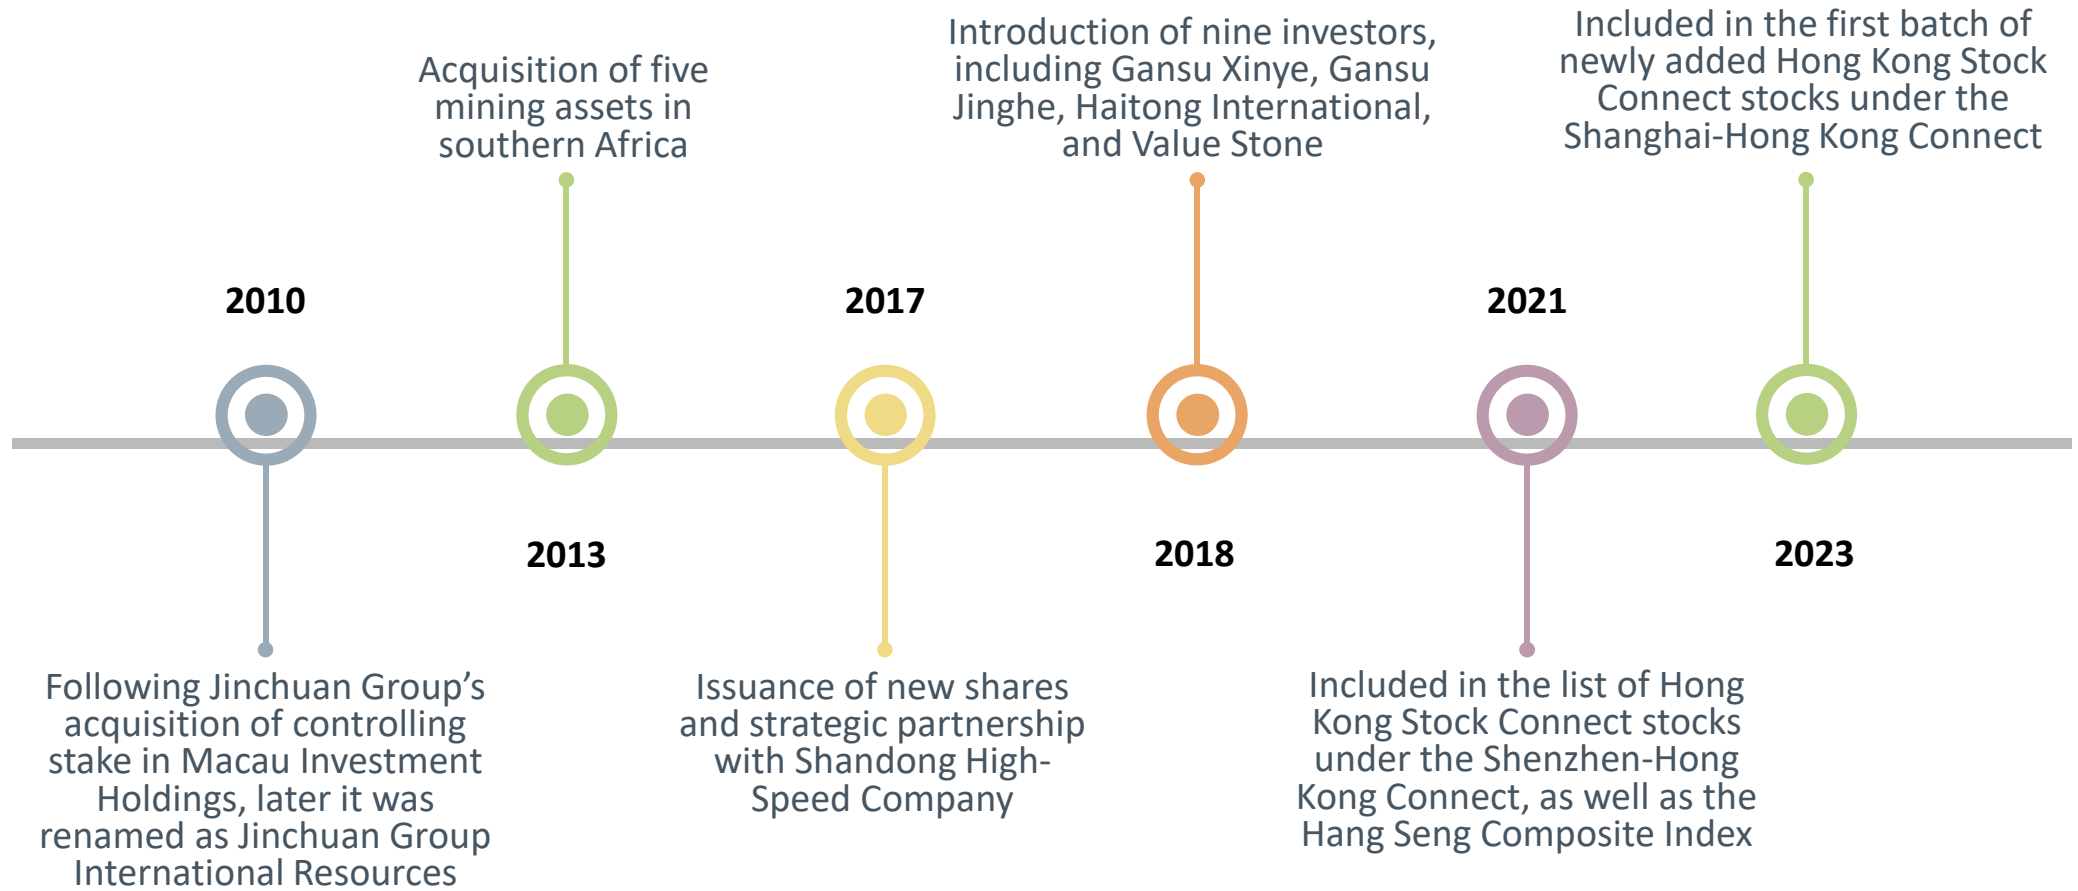 2010
Following Jinchuan Group’s
acquisition of controlling
stake in Macau Investment
Holdings, later it was
renamed as Jinchuan Group
International Resources
Acquisition of five
mining assets in
southern Africa
2013
2017
Issuance of new shares
and strategic partnership
with Shandong High-
Speed Company
Introduction of nine investors,
including Gansu Xinye, Gansu
Jinghe, Haitong International,
and Value Stone
2018
2021
Included in the list of Hong
Kong Stock Connect stocks
under the Shenzhen-Hong
Kong Connect, as well as the
Hang Seng Composite Index
Included in the first batch of
newly added Hong Kong Stock
Connect stocks under the
Shanghai-Hong Kong Connect
2023